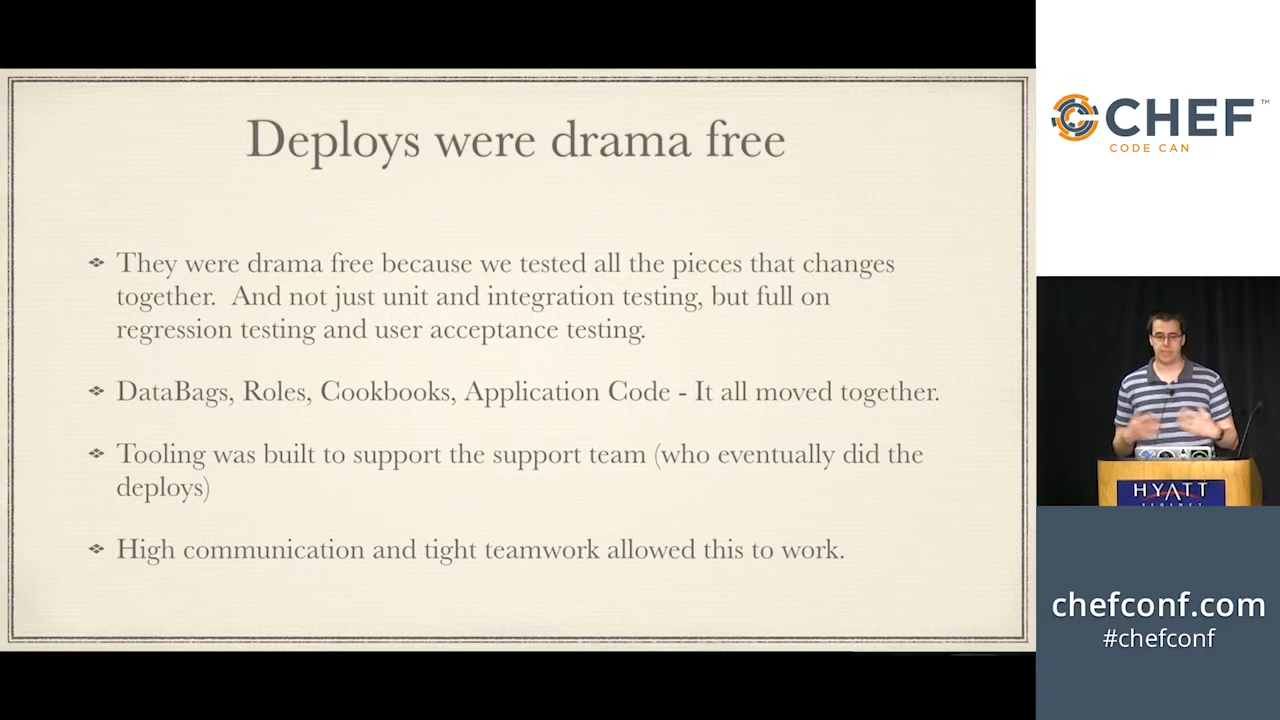 Deploys were drama free
They were drama free because we tested all the pieces that changes
together.  And not just unit and integration testing, but full on
regression testing and user acceptance testing.
DataBags, Roles, Cookbooks, Application Code - It all moved together.
Tooling was built to support the support team (who eventually did the
deploys)
High communication and tight teamwork allowed this to work.
CHEF™
CODE CAN
HYATT
chefconf.com
#chefconf